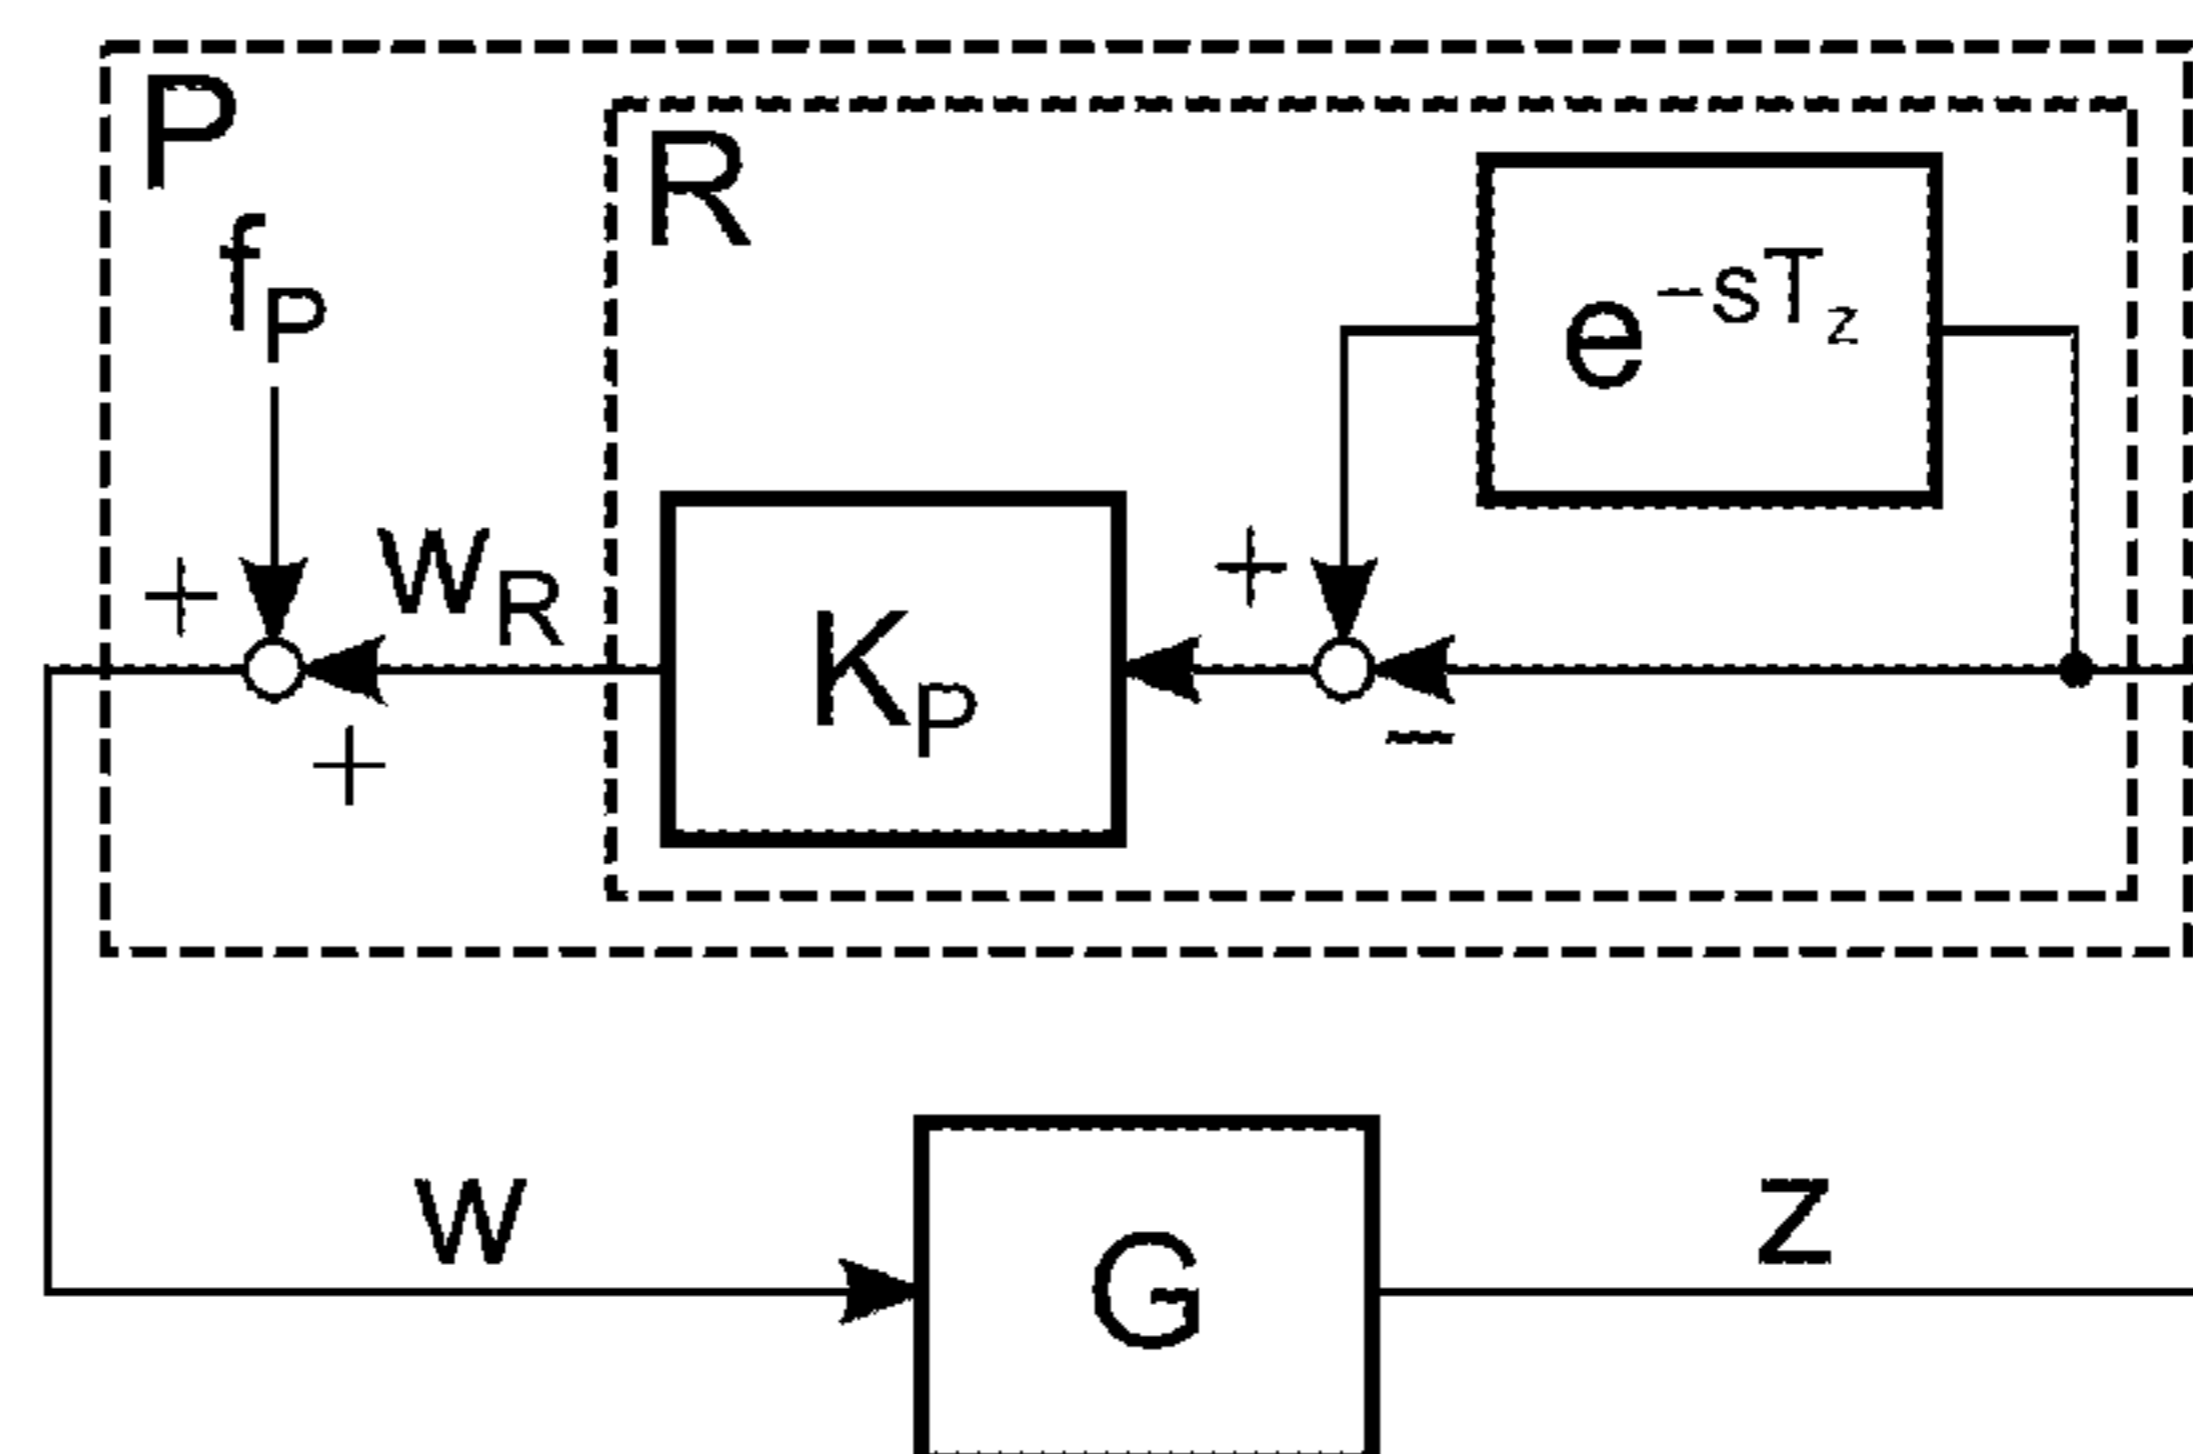 P
R
f_P
e^{-sT_z}
+
w_R
+
K_P
+
−
w
G
z